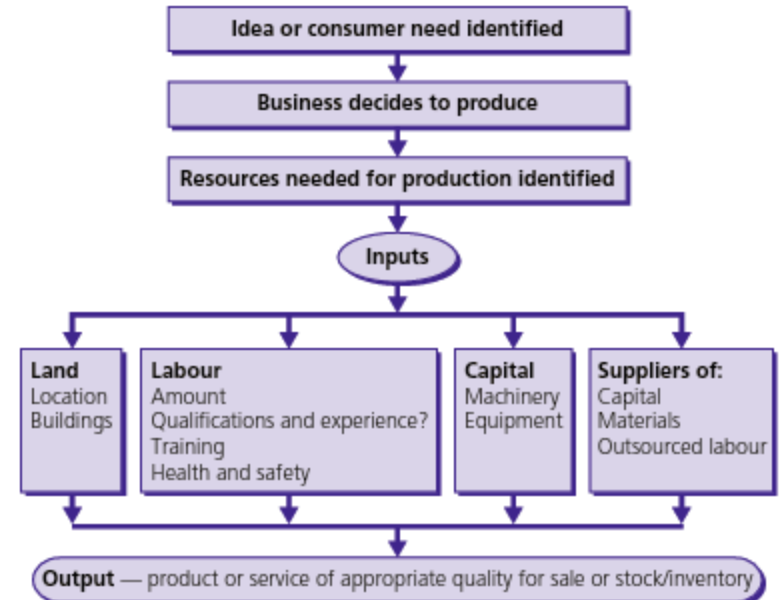 Idea or consumer need identified
Business decides to produce
Resources needed for production identified
Inputs
Land
Location
Buildings
Labour
Amount
Qualifications and experience?
Training
Health and safety
Capital
Machinery
Equipment
Suppliers of:
Capital
Materials
Outsourced labour
Output — product or service of appropriate quality for sale or stock/inventory